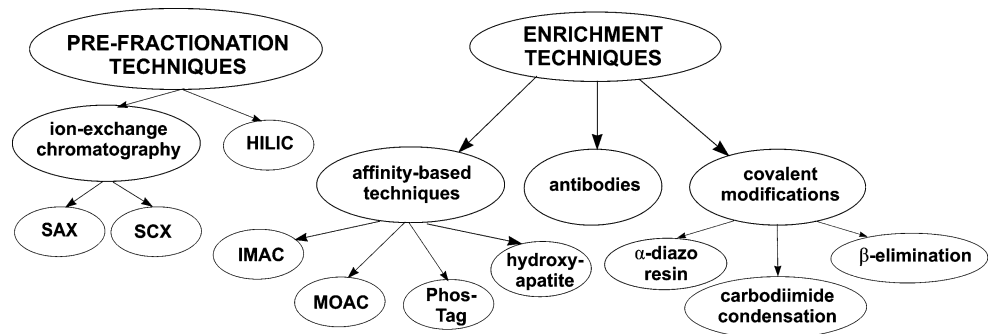 PRE-FRACTIONATION
TECHNIQUES
ENRICHMENT
TECHNIQUES
ion-exchange
chromatography
HILIC
affinity-based
techniques
antibodies
covalent
modifications
SAX
SCX
IMAC
MOAC
Phos-
Tag
hydroxy-
apatite
α-diazo
resin
carbodiimide
condensation
β-elimination